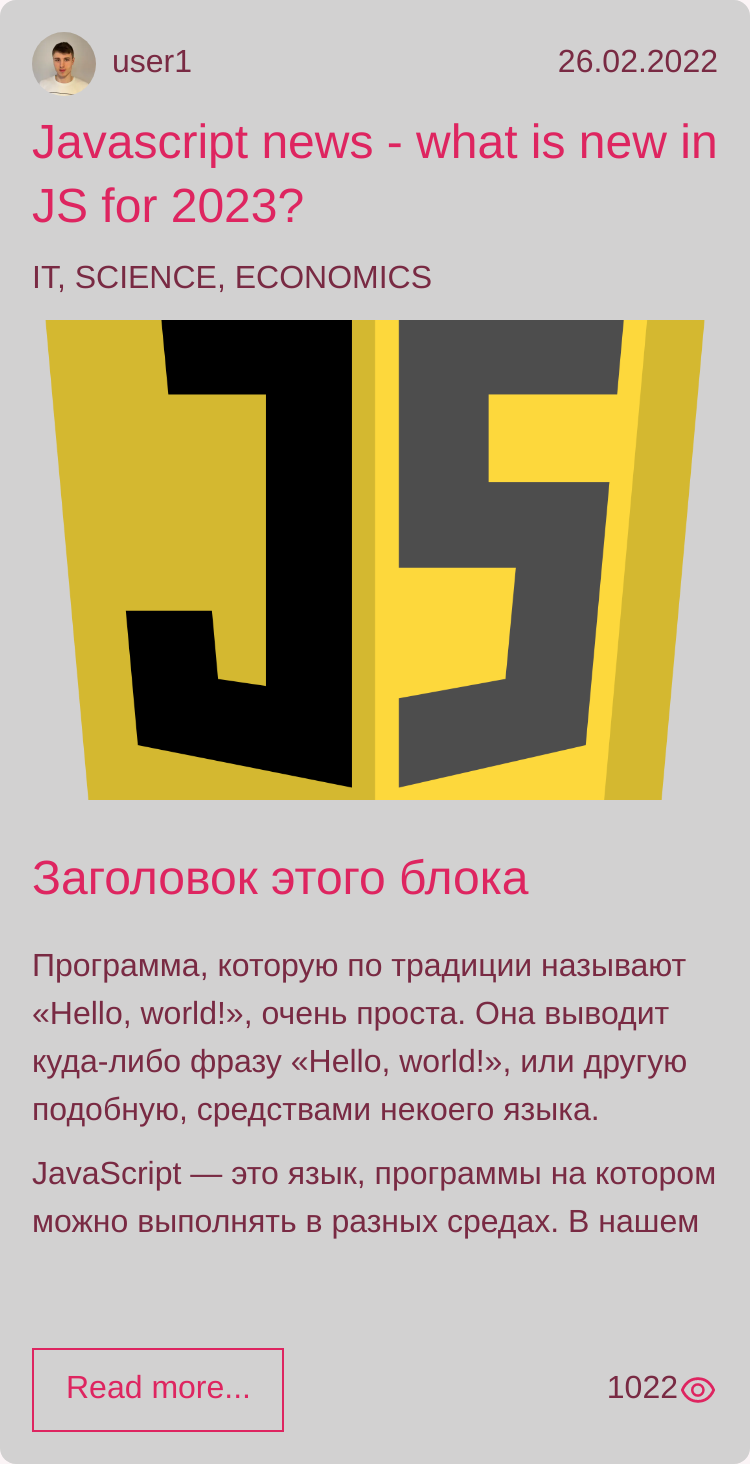 user1 26.02.2022
Javascript news - what is new in
JS for 2023?
IT, SCIENCE, ECONOMICS
JS
Заголовок этого блока
Программа, которую по традиции называют
«Hello, world!», очень проста. Она выводит
куда-либо фразу «Hello, world!», или другую
подобную, средствами некоего языка.
JavaScript — это язык, программы на котором
можно выполнять в разных средах. В нашем
Read more... 1022